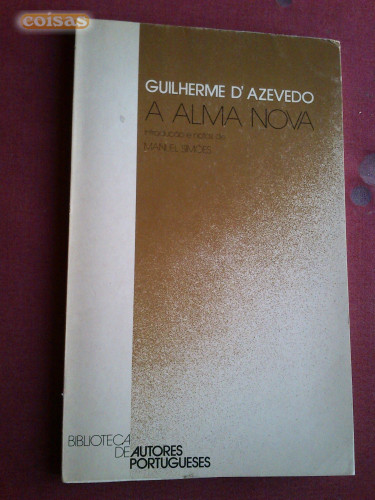 coisas
GUILHERME D'AZEVEDO
A ALMA NOVA
introdução e notas de
MANUEL SIMÕES
BIBLIOTECA
DE AUTORES
PORTUGUESES